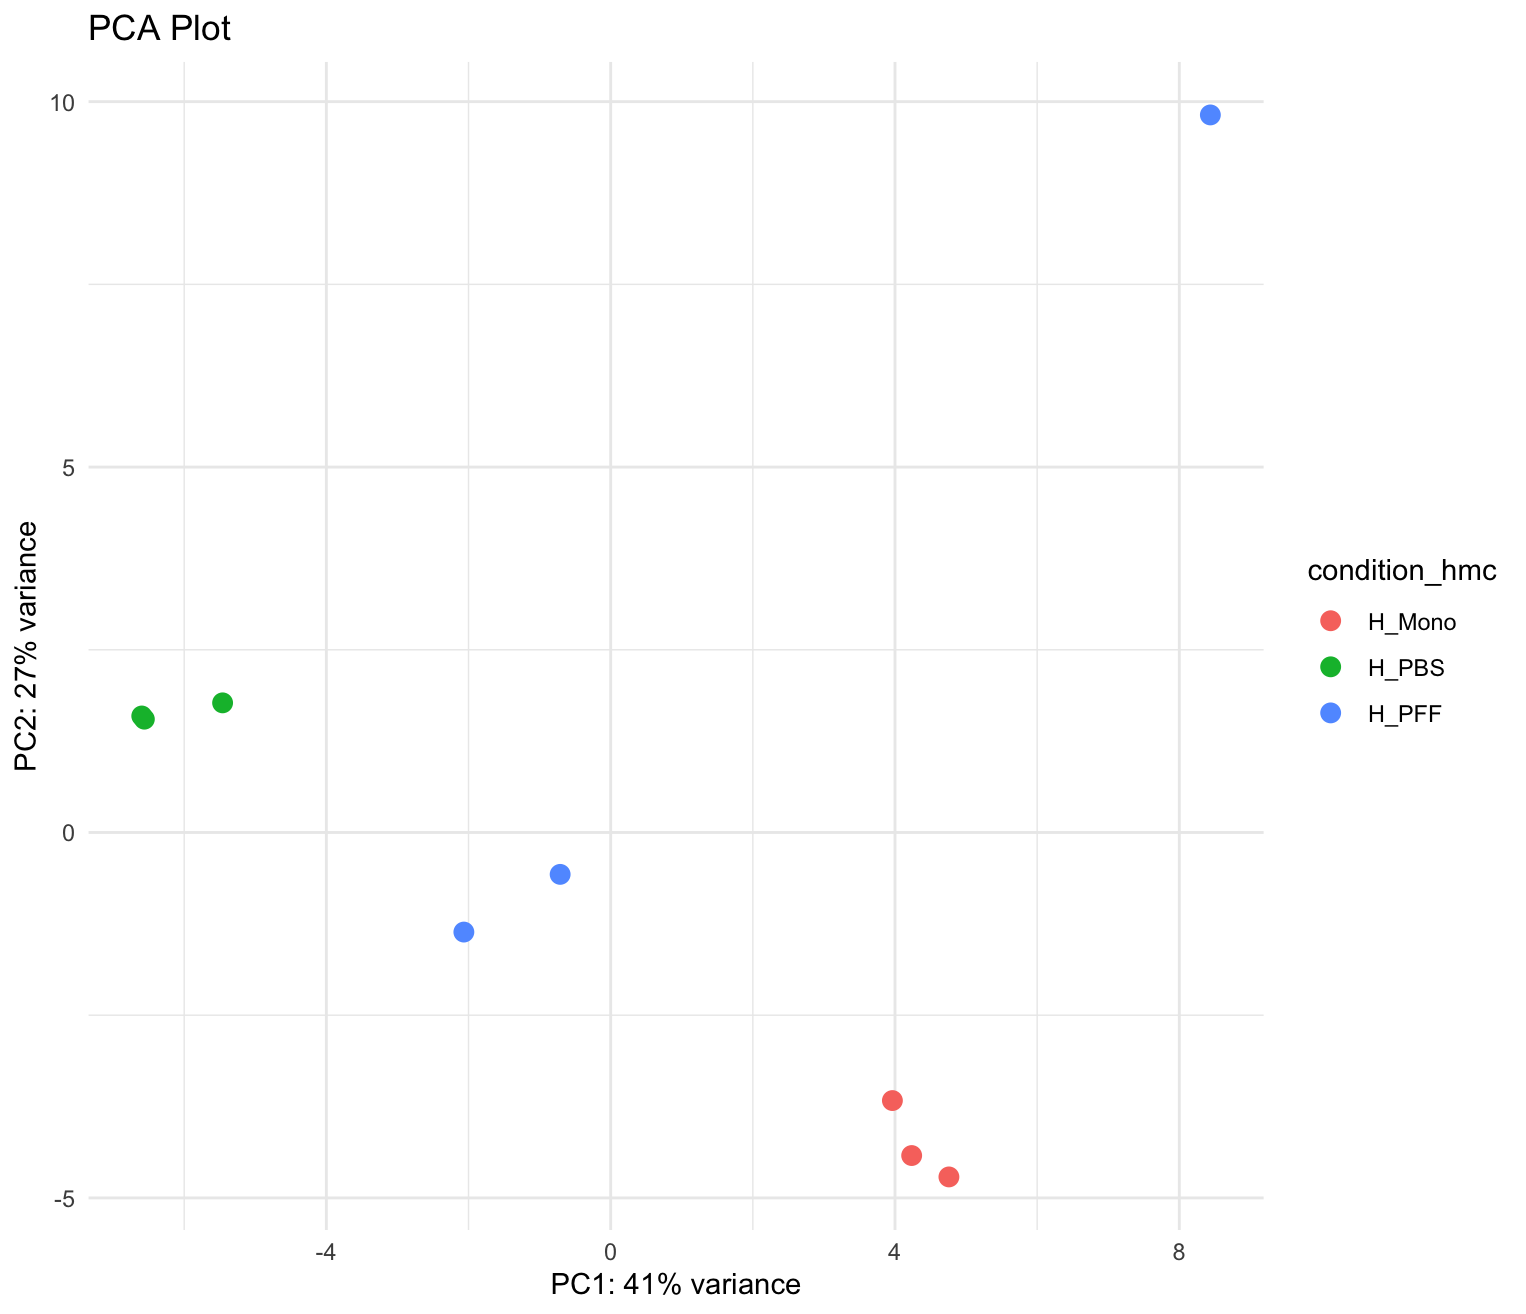 PCA Plot
10
5
0
-5
PC2: 27% variance
-4
0
4
8
PC1: 41% variance
condition_hmc
H_Mono
H_PBS
H_PFF